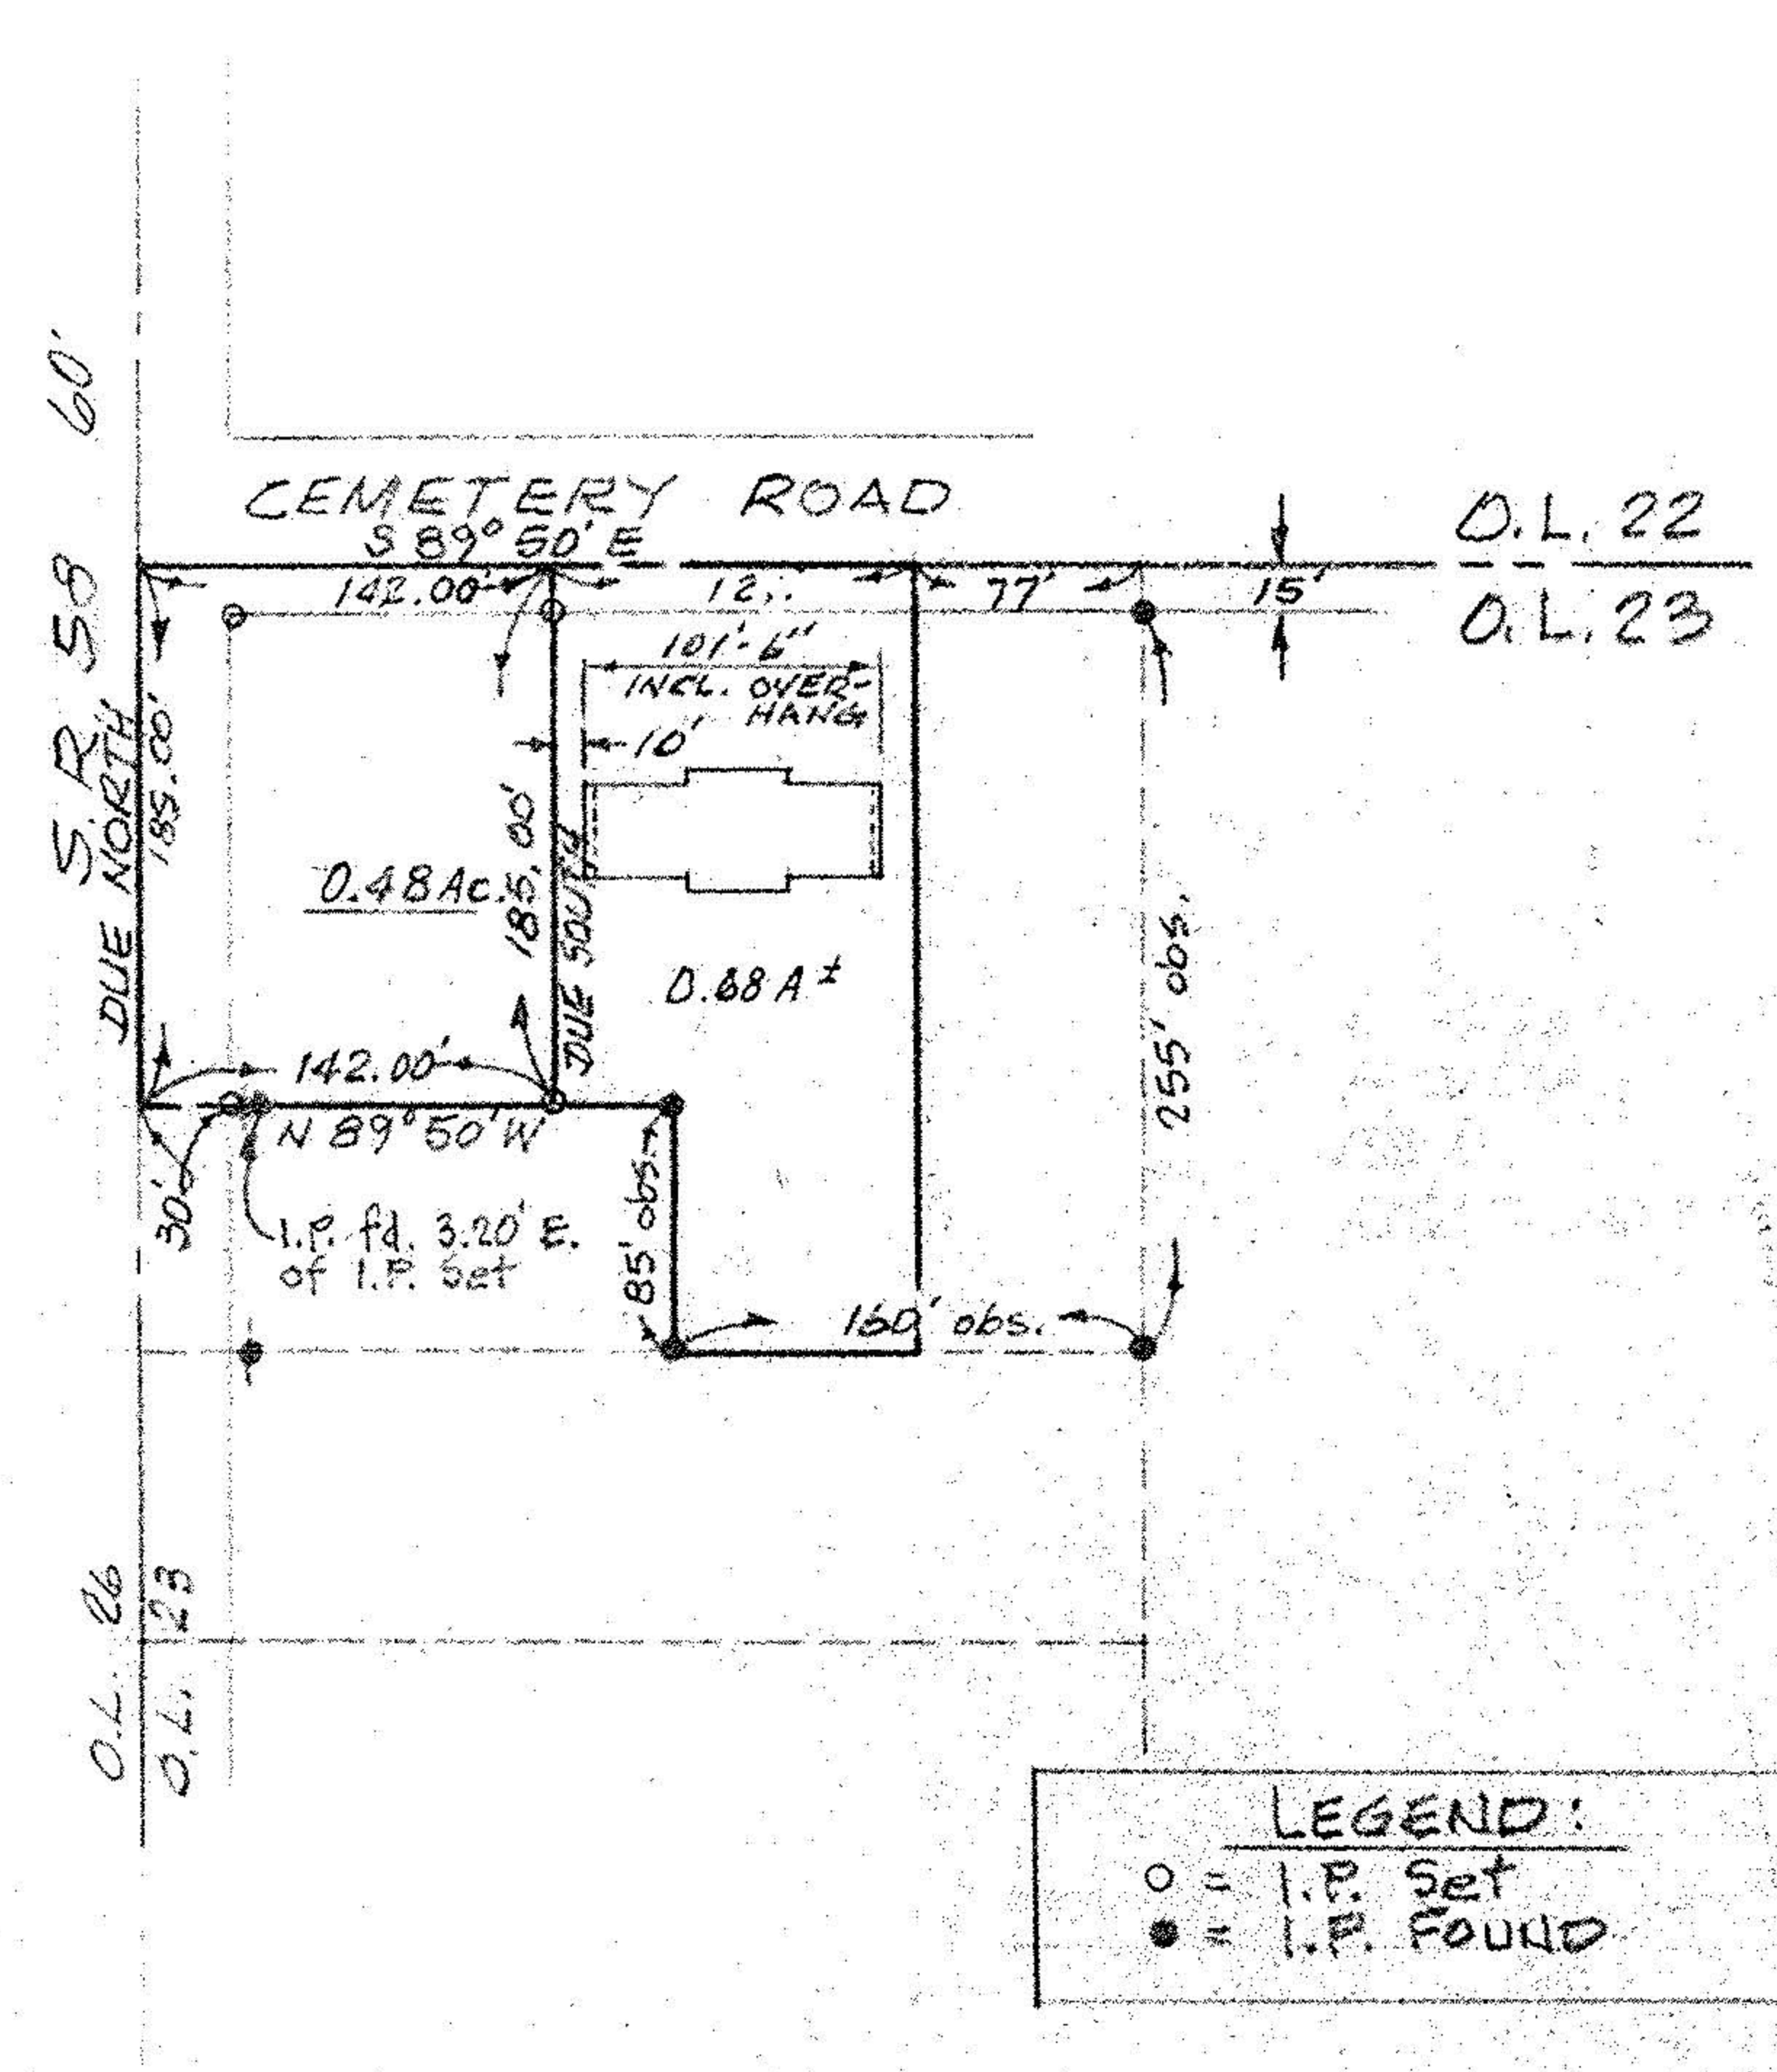 60'
S. R. 58
CEMETERY ROAD
S 89° 50' E
142.00'
77'
15'
O.L. 22
O.L. 23
101'-6"
INCL. OVER-
HANG
10'
DUE NORTH
185.00'
185.00'
DUE SOUTH
0.48 Ac.
0.68 A ±
255' obs.
142.00'
N 89° 50' W
30'
I.P. fd. 3.20' E.
of I.P. Set
85' obs.
160' obs.
O.L. 26
O.L. 23
LEGEND:
○ = I.P. Set
● = I.P. FOUND